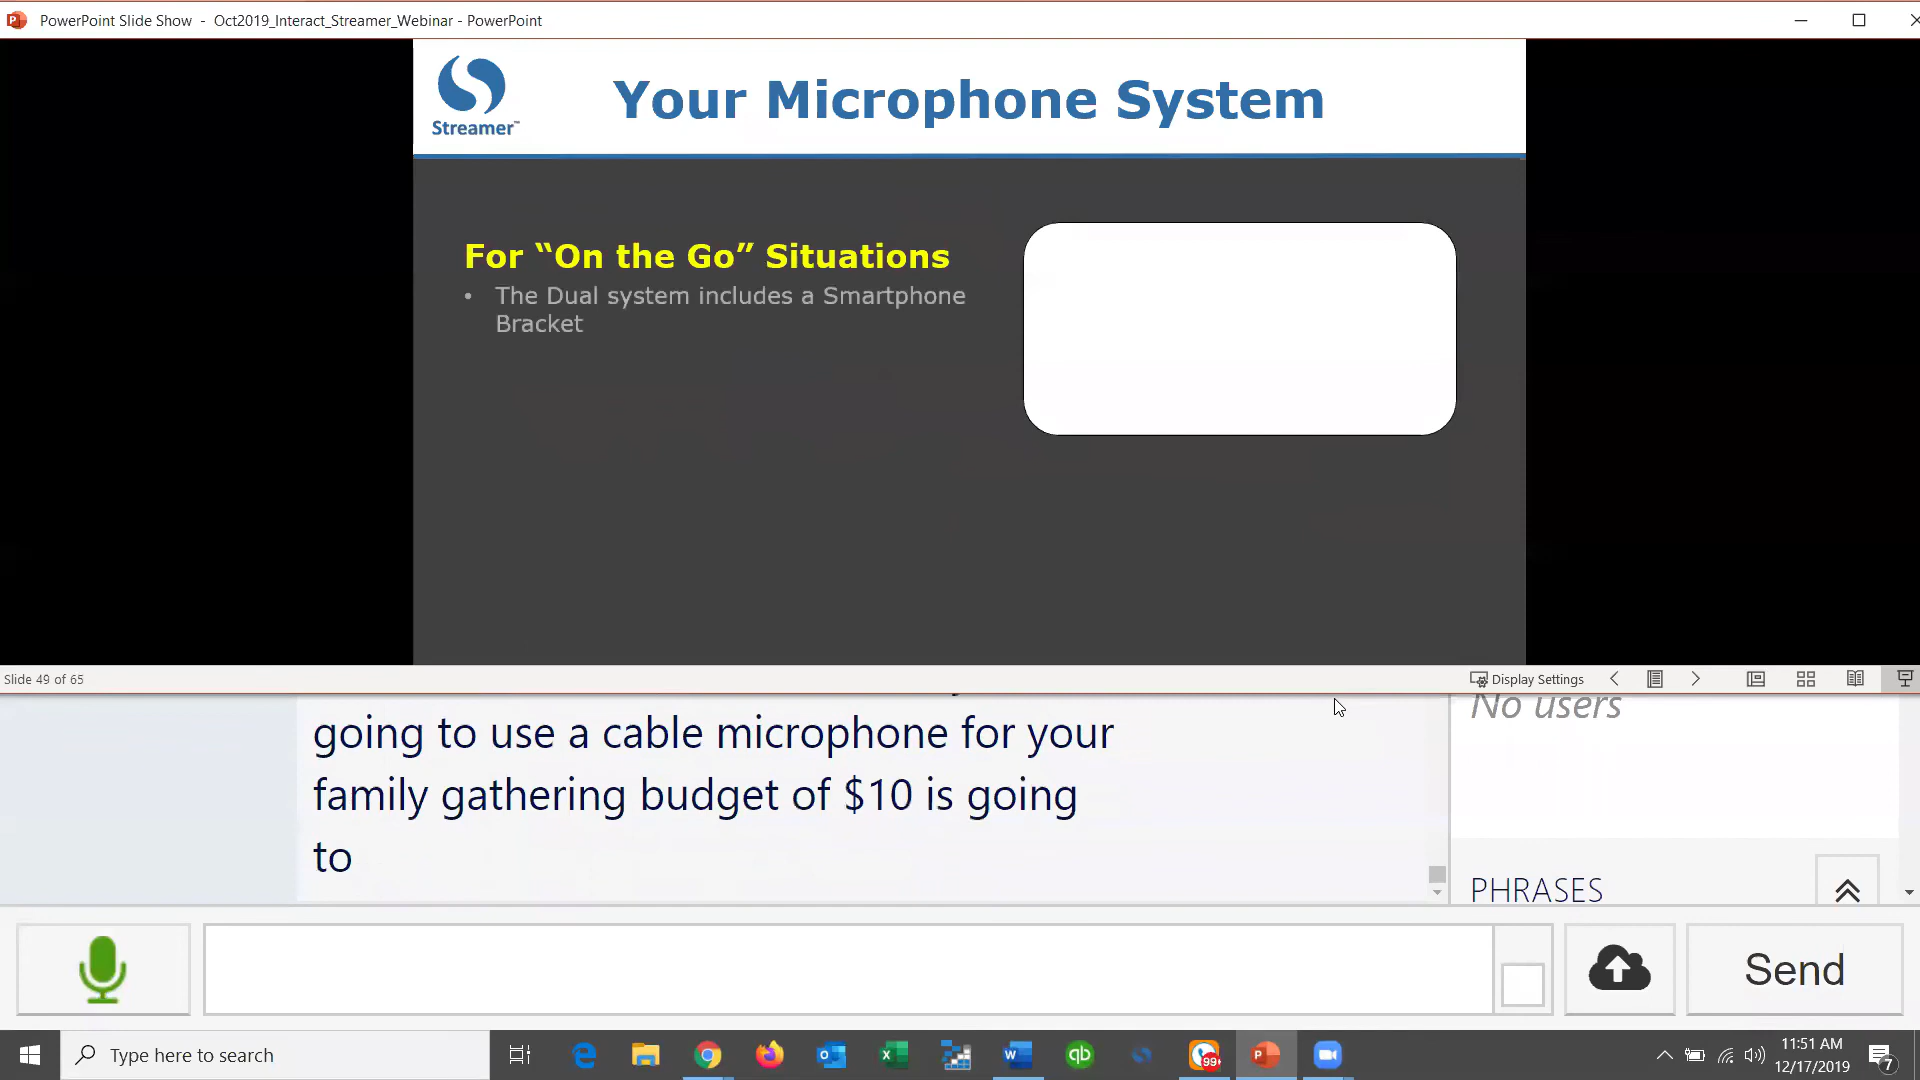 PowerPoint Slide Show - Oct2019_Interact_Streamer_Webinar - PowerPoint
Streamer™
Your Microphone System
For “On the Go” Situations
• The Dual system includes a Smartphone
Bracket
Slide 49 of 65
Display Settings
going to use a cable microphone for your
family gathering budget of $10 is going
to
No users
PHRASES
Send
Type here to search
99+
11:51 AM
12/17/2019
7